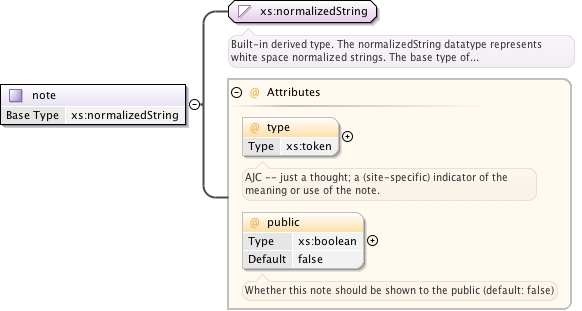 xs:normalizedString
Built-in derived type. The normalizedString datatype represents
white space normalized strings. The base type of...
note
Base Type xs:normalizedString
@ Attributes
@ type
Type xs:token
AJC -- just a thought; a (site-specific) indicator of the
meaning or use of the note.
@ public
Type xs:boolean
Default false
Whether this note should be shown to the public (default: false)